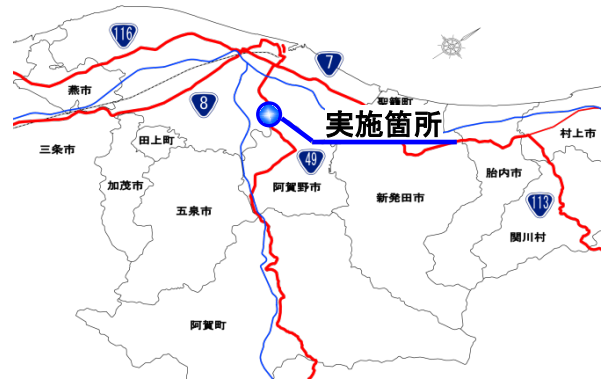 116
7
燕市
聖籠町
8
実施箇所
三条市
田上町
49
村上市
加茂市
阿賀野市
胎内市
五泉市
新発田市
113
関川村
阿賀町